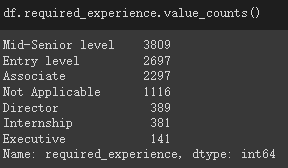 df.required_experience.value_counts()
Mid-Senior level    3809
Entry level         2697
Associate           2297
Not Applicable      1116
Director             389
Internship           381
Executive            141
Name: required_experience, dtype: int64